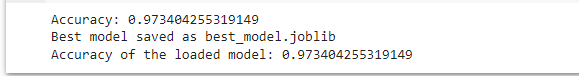 Accuracy: 0.973404255319149
Best model saved as best_model.joblib
Accuracy of the loaded model: 0.973404255319149